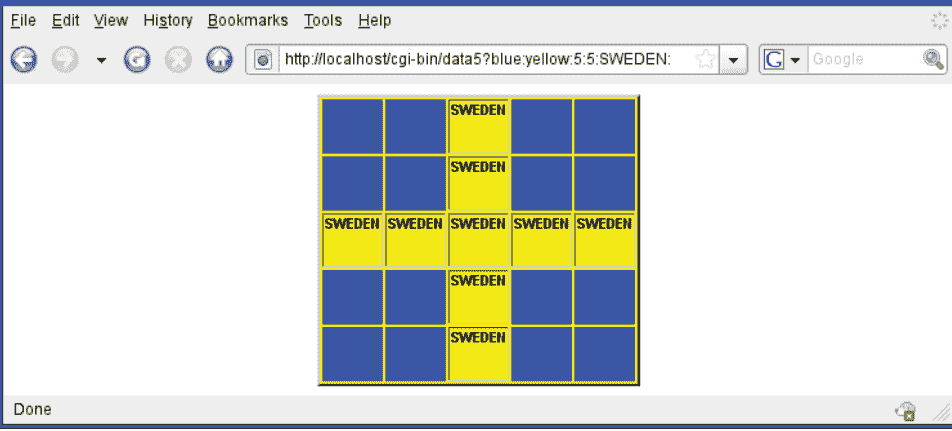 File Edit View History Bookmarks Tools Help
http://localhost/cgi-bin/data5?blue:yellow:5:5:SWEDEN: G Google
SWEDEN
SWEDEN
SWEDEN SWEDEN SWEDEN SWEDEN SWEDEN
SWEDEN
SWEDEN
Done